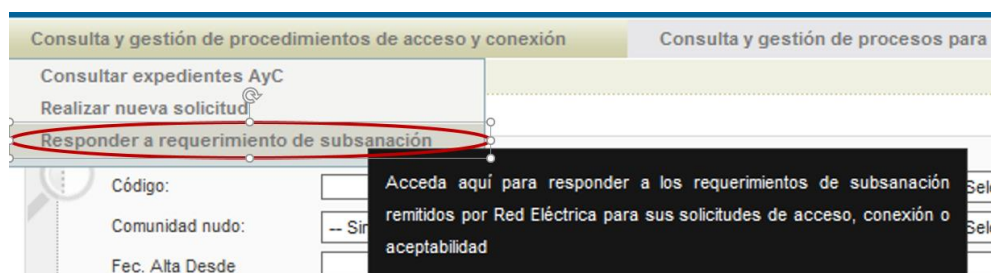 Consulta y gestión de procedimientos de acceso y conexión Consulta y gestión de procesos para
Consultar expedientes AyC
Realizar nueva solicitud
Responder a requerimiento de subsanación
Acceda aquí para responder a los requerimientos de subsanación
remitidos por Red Eléctrica para sus solicitudes de acceso, conexión o
aceptabilidad
Código:
Comunidad nudo: --
Fec. Alta Desde